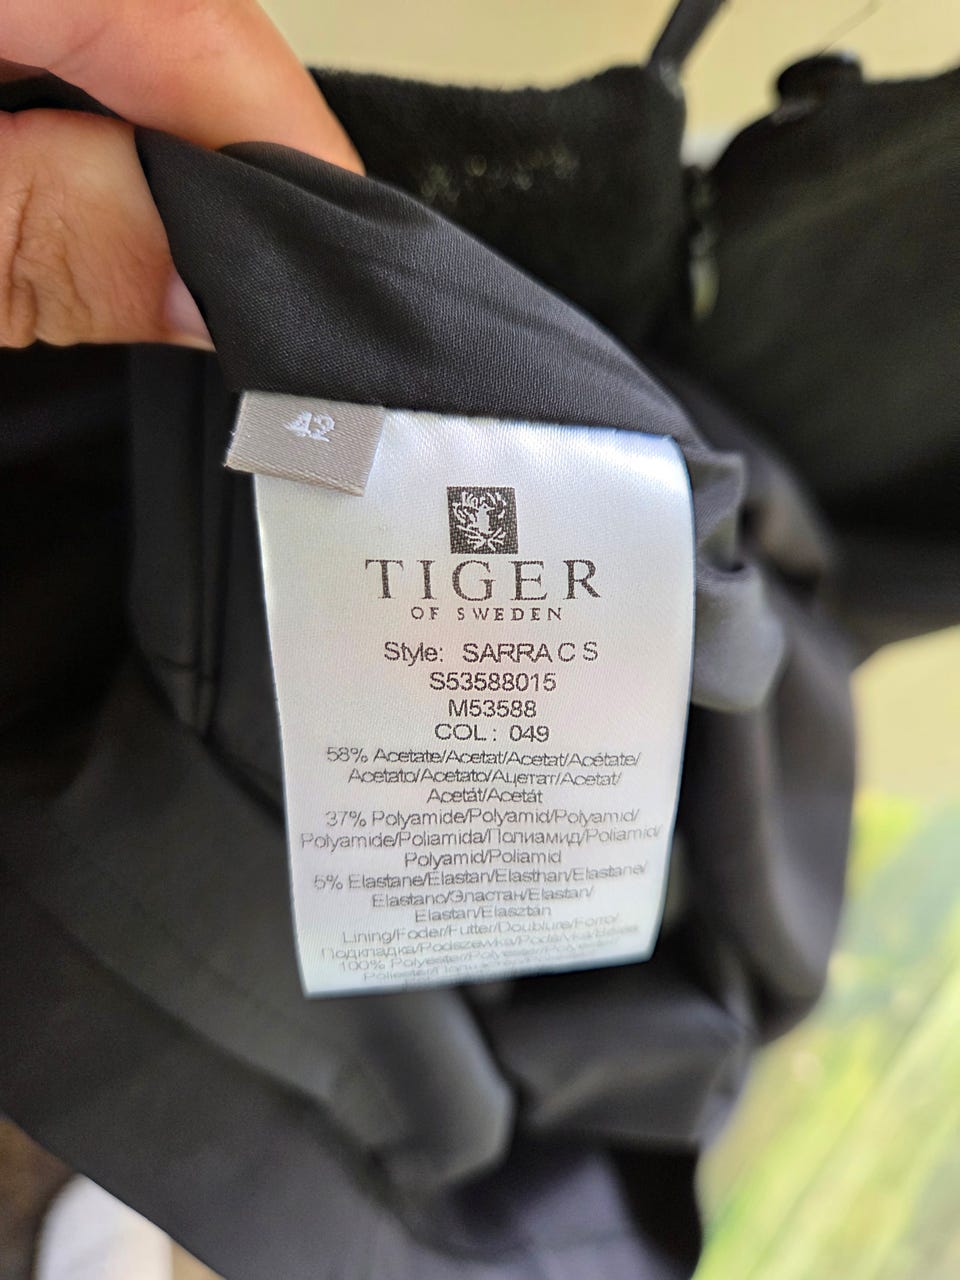 42
TIGER
OF SWEDEN
Style: SARRA C S
S53588015
M53588
COL: 049
58% Acetate/Acetat/Acetat/Acétate/
Acetato/Acetato/Ацетат/Acetat/
Acetát/Acetát
37% Polyamide/Polyamid/Polyamid/
Polyamide/Poliamida/Полиамид/Poliamid/
Polyamid/Poliamid
5% Elastane/Elastan/Elasthan/Elastane/
Elastano/Эластан/Elastan/
Elastan/Elasztán
Lining/Foder/Futter/Doublure/Forro/
Подкладка/Podszewka/
100% Polyester/Polyester/